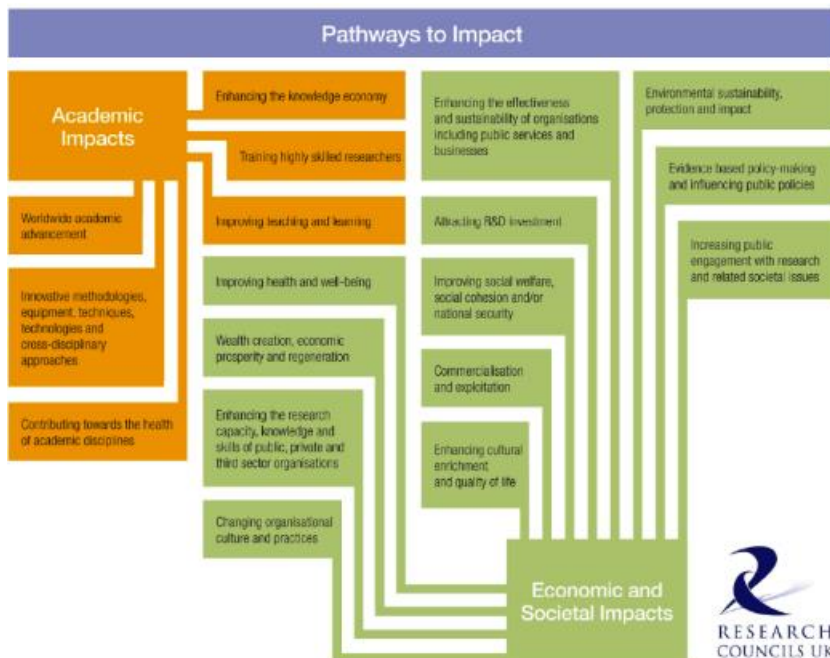 Pathways to Impact
Academic
Impacts
Enhancing the knowledge economy
Training highly skilled researchers
Improving teaching and learning
Worldwide academic
advancement
Innovative methodologies,
equipment, techniques,
technologies and
cross-disciplinary
approaches
Contributing towards the health
of academic disciplines
Improving health and well-being
Wealth creation, economic
prosperity and regeneration
Enhancing the research
capacity, knowledge and
skills of public, private and
third sector organisations
Changing organisational
culture and practices
Enhancing the effectiveness
and sustainability of organisations
including public services and
businesses
Attracting R&D investment
Improving social welfare,
social cohesion and/or
national security
Commercialisation
and exploitation
Enhancing cultural
enrichment
and quality of life
Environmental sustainability,
protection and impact
Evidence based policy-making
and influencing public policies
Increasing public
engagement with research
and related societal issues
Economic and
Societal Impacts
RESEARCH
COUNCILS UK